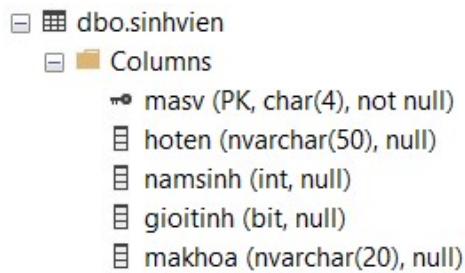 dbo.sinhvien
Columns
masv (PK, char(4), not null)
hoten (nvarchar(50), null)
namsinh (int, null)
gioitinh (bit, null)
makhoa (nvarchar(20), null)